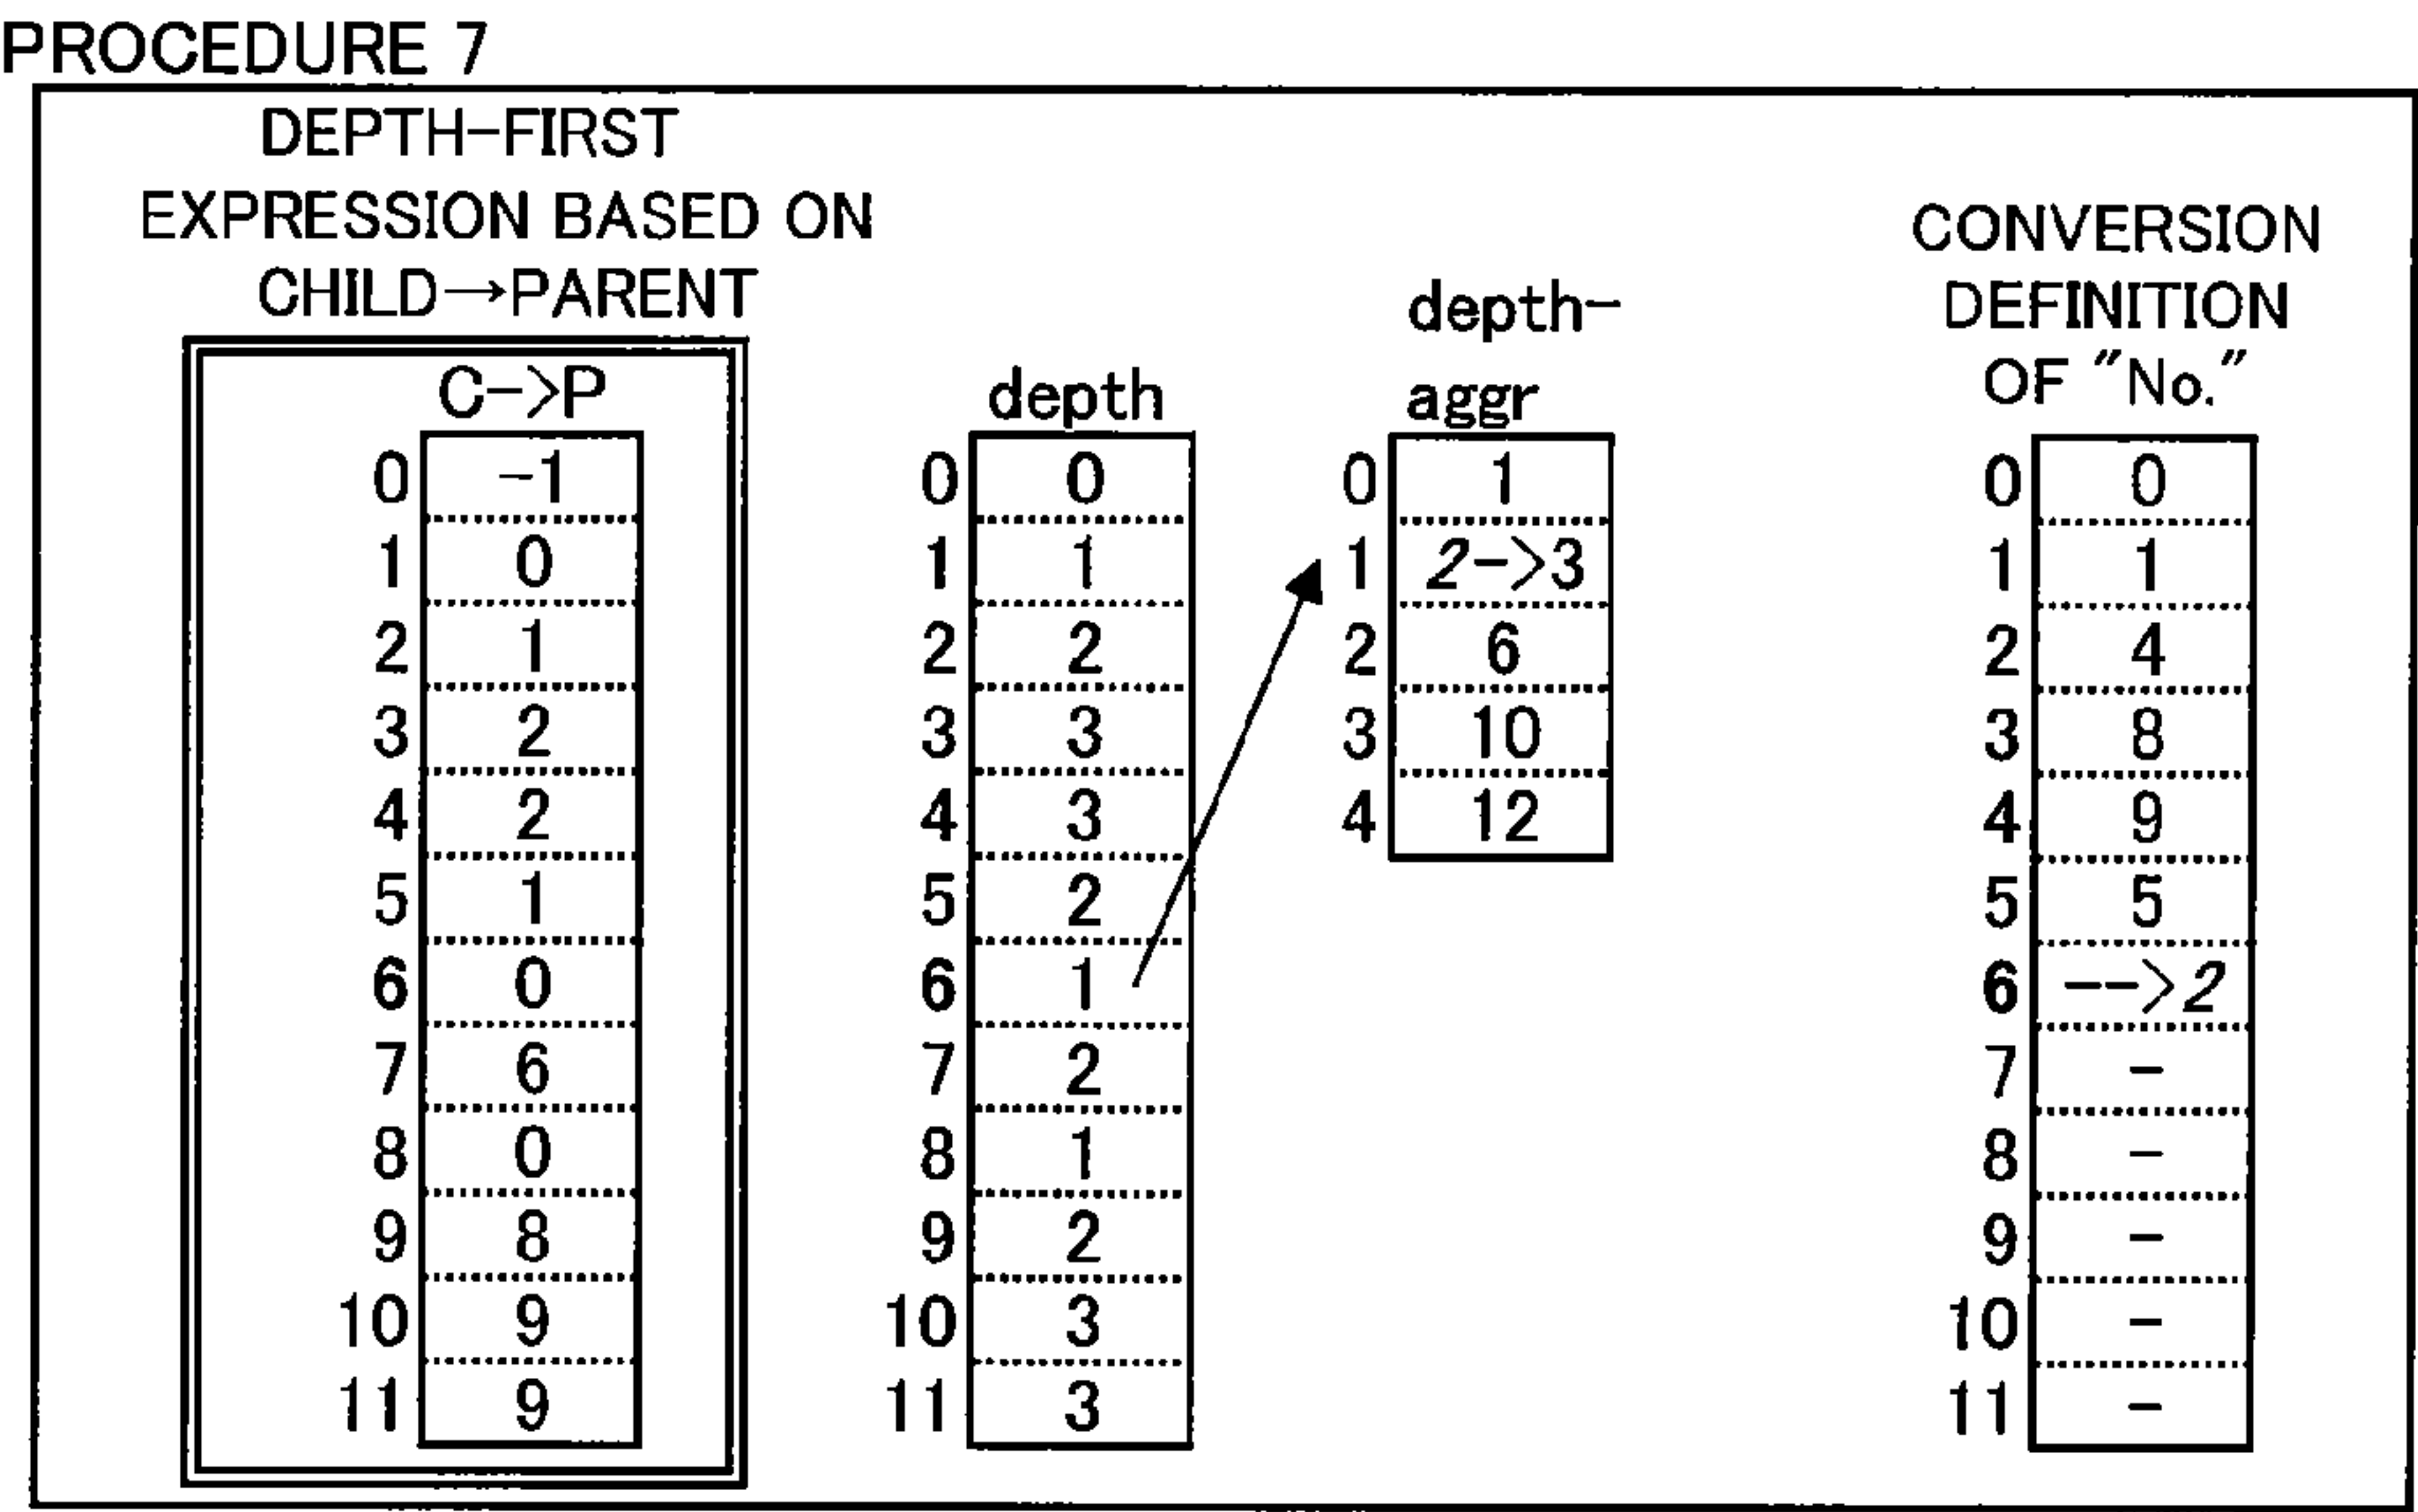 PROCEDURE 7
DEPTH-FIRST
EXPRESSION BASED ON
CHILD→PARENT
CONVERSION
DEFINITION
OF "No."
depth-
aggr
C->P depth
0 -1 0 0 0 1 0 0
1 0 1 1 1 2->3 1 1
2 1 2 2 2 6 2 4
3 2 3 3 3 10 3 8
4 2 4 3 4 12 4 9
5 1 5 2 5 5
6 0 6 1 6 -->2
7 6 7 2 7 -
8 0 8 1 8 -
9 8 9 2 9 -
10 9 10 3 10 -
11 9 11 3 11 -